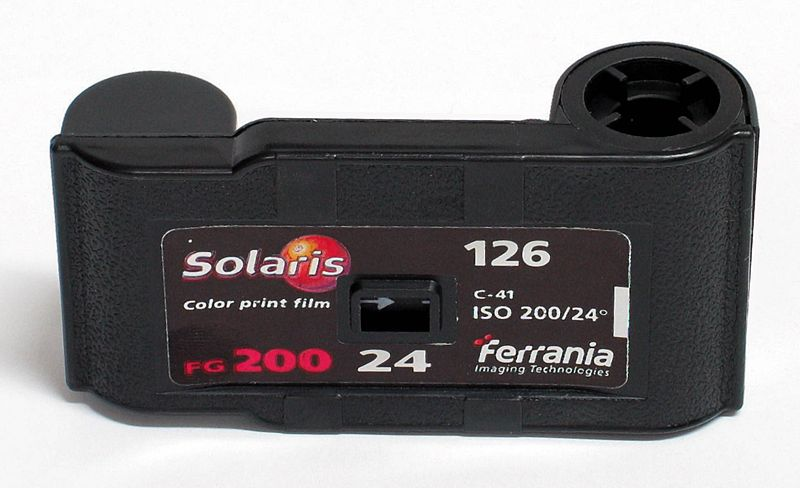 Solaris
Color print film
FG 200
24
126
C-41
ISO 200/24°
Ferrania
Imaging Technologies